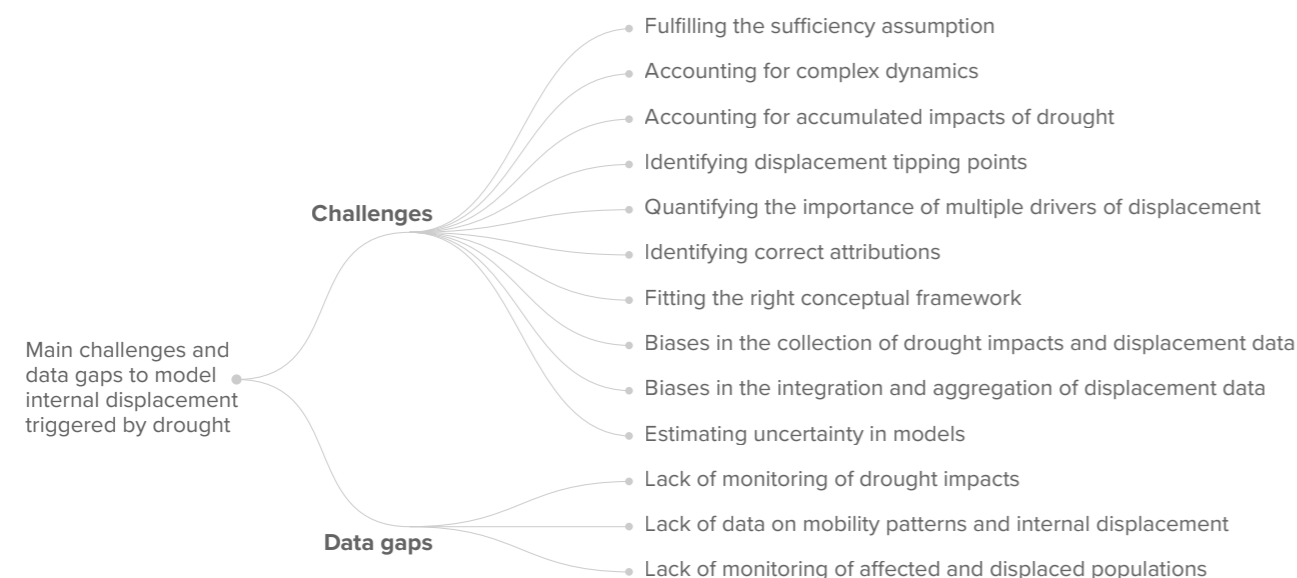 Main challenges and
data gaps to model
internal displacement
triggered by drought
Challenges
Fulfilling the sufficiency assumption
Accounting for complex dynamics
Accounting for accumulated impacts of drought
Identifying displacement tipping points
Quantifying the importance of multiple drivers of displacement
Identifying correct attributions
Fitting the right conceptual framework
Biases in the collection of drought impacts and displacement data
Biases in the integration and aggregation of displacement data
Estimating uncertainty in models
Data gaps
Lack of monitoring of drought impacts
Lack of data on mobility patterns and internal displacement
Lack of monitoring of affected and displaced populations